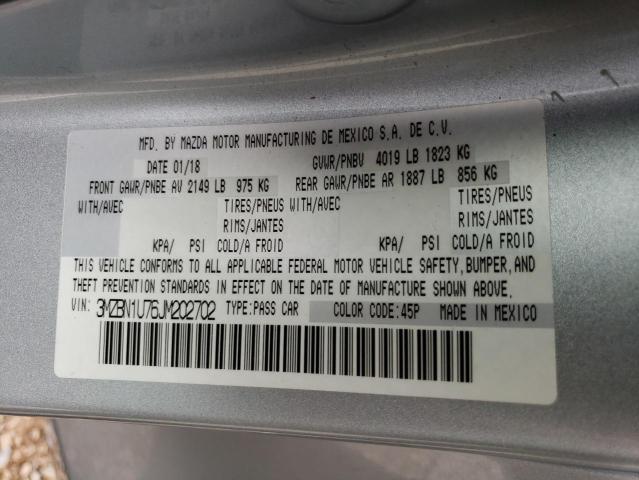 MFD. BY MAZDA MOTOR MANUFACTURING DE MEXICO S.A. DE C.V.
DATE 01/18 GVWR/PNBV 4019 LB 1823 KG
FRONT GAWR/PNBE AV 2149 LB 975 KG REAR GAWR/PNBE AR 1887 LB 856 KG
WITH/AVEC TIRES/PNEUS WITH/AVEC TIRES/PNEUS
RIMS/JANTES RIMS/JANTES
KPA/ PSI COLD/A FROID KPA/ PSI COLD/A FROID
THIS VEHICLE CONFORMS TO ALL APPLICABLE FEDERAL MOTOR VEHICLE SAFETY, BUMPER, AND
THEFT PREVENTION STANDARDS IN EFFECT ON THE DATE OF MANUFACTURE SHOWN ABOVE.
VIN: 3MZBN1U76JM202702 TYPE:PASS CAR COLOR CODE:45P MADE IN MEXICO